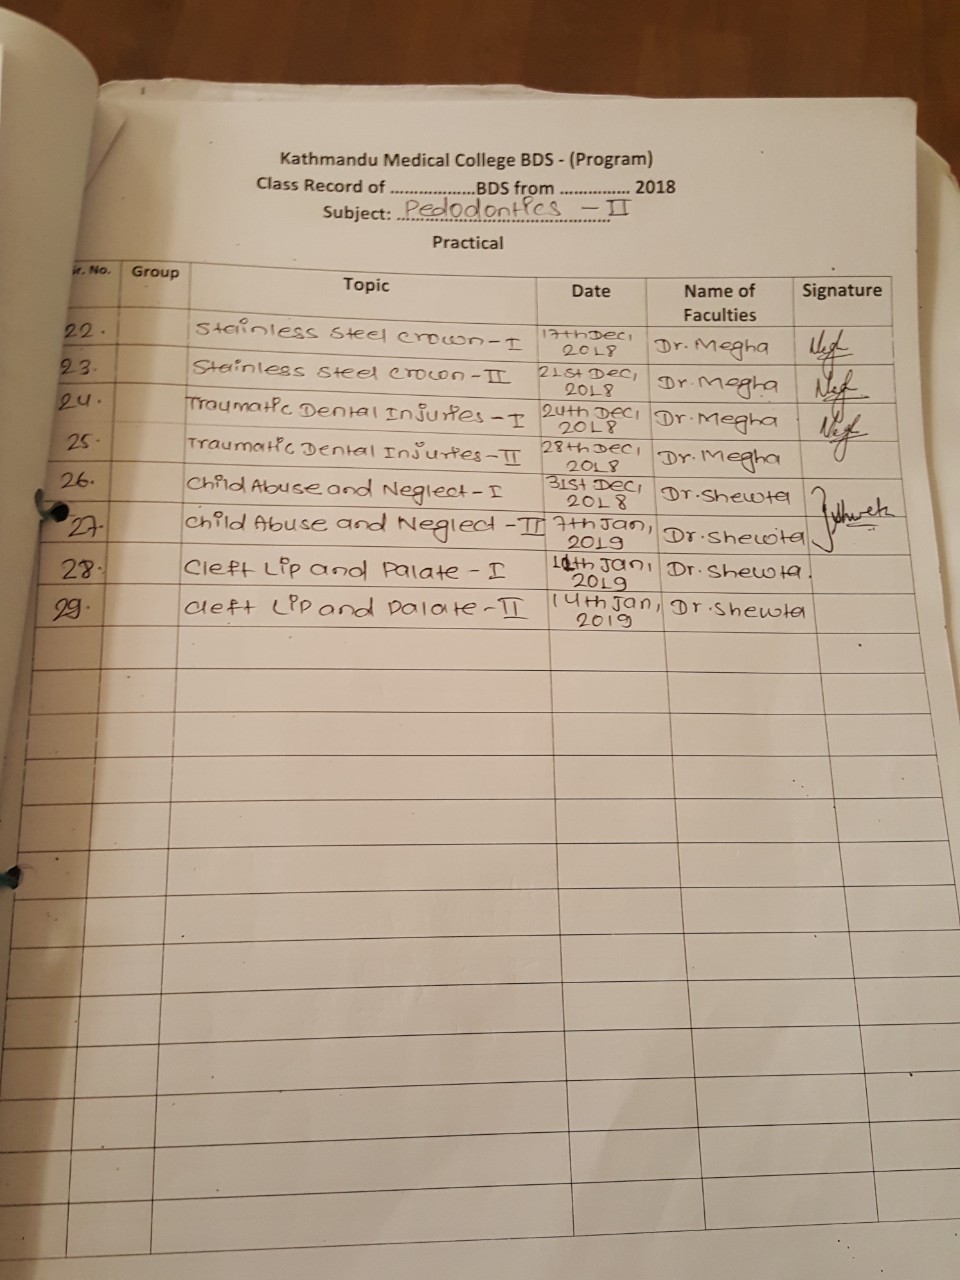 Kathmandu Medical College BDS - (Program)
Class Record of ..................BDS from ............... 2018
Subject: Pedodontics - II
Practical
Sr. No. Group Topic Date Name of Faculties Signature
22. Stainless steel crown - I 17th Dec, 2018 Dr. Megha
23. Stainless steel crown - II 21st Dec, 2018 Dr. Megha
24. Traumatic Dental Injuries - I 24th Dec, 2018 Dr. Megha
25. Traumatic Dental Injuries - II 28th Dec, 2018 Dr. Megha
26. Child Abuse and Neglect - I 31st Dec, 2018 Dr. Shewta
27. Child Abuse and Neglect - II 7th Jan, 2019 Dr. Shewta
28. Cleft Lip and Palate - I Jan, 2019 Dr. Shewta
29. Cleft Lip and Palate - II 14th Jan, 2019 Dr. Shewta